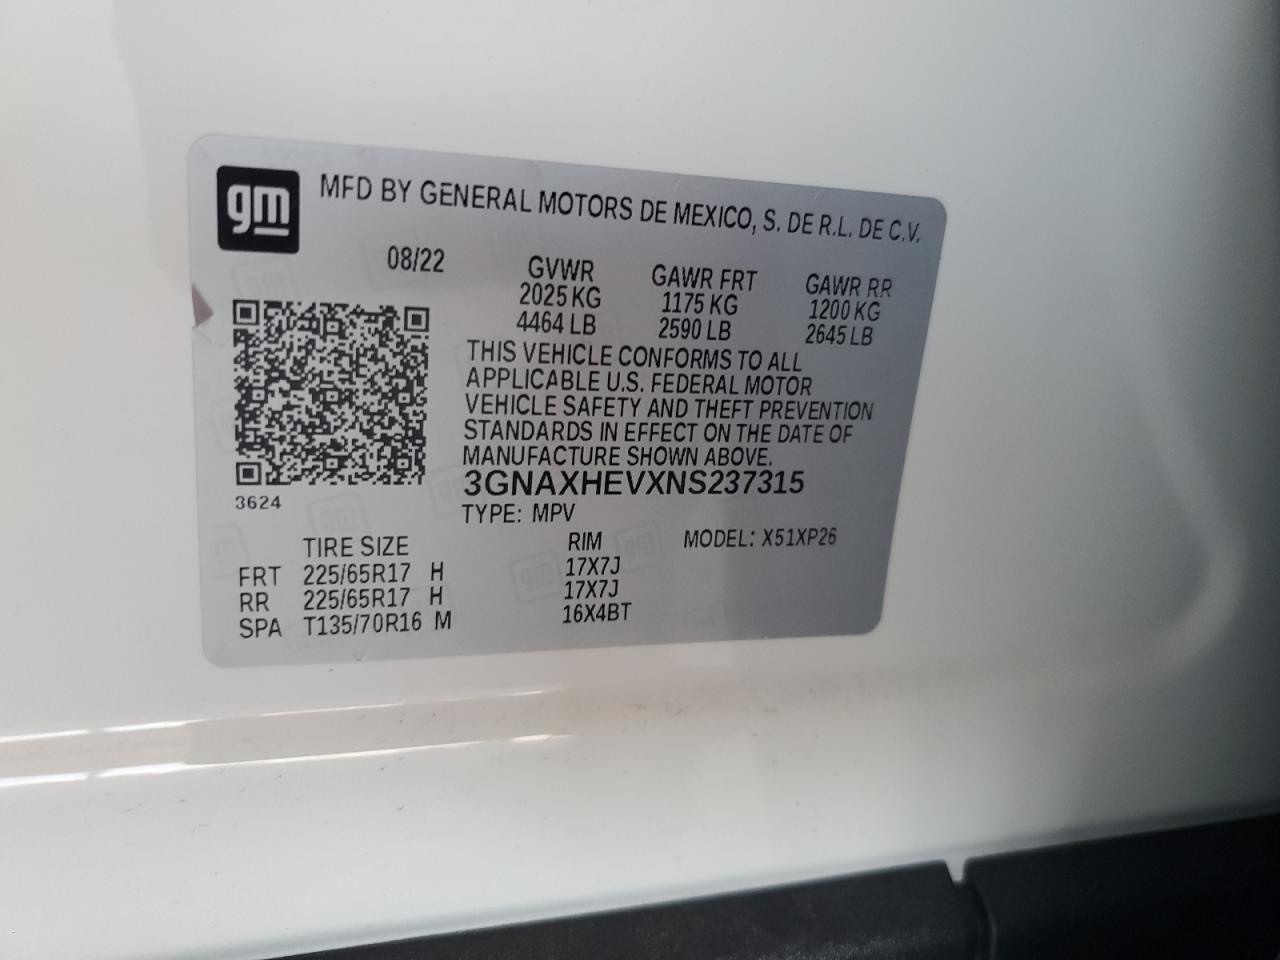 gm
MFD BY GENERAL MOTORS DE MEXICO, S. DE R.L. DE C.V.
08/22 GVWR GAWR FRT GAWR RR
2025 KG 1175 KG 1200 KG
4464 LB 2590 LB 2645 LB
THIS VEHICLE CONFORMS TO ALL
APPLICABLE U.S. FEDERAL MOTOR
VEHICLE SAFETY AND THEFT PREVENTION
STANDARDS IN EFFECT ON THE DATE OF
MANUFACTURE SHOWN ABOVE.
3GNAXHEVXNS237315
3624
TYPE: MPV
TIRE SIZE RIM MODEL: X51XP26
FRT 225/65R17 H 17X7J
RR 225/65R17 H 17X7J
SPA T135/70R16 M 16X4BT